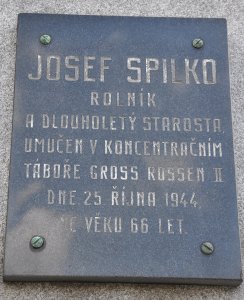 JOSEF SPILKO
ROLNÍK
A DLOUHOLETÝ STAROSTA
UMUČEN V KONCENTRAČNÍM
TÁBOŘE GROSS ROSSEN II
DNE 25. ŘÍJNA 1944,
VE VĚKU 66 LET.